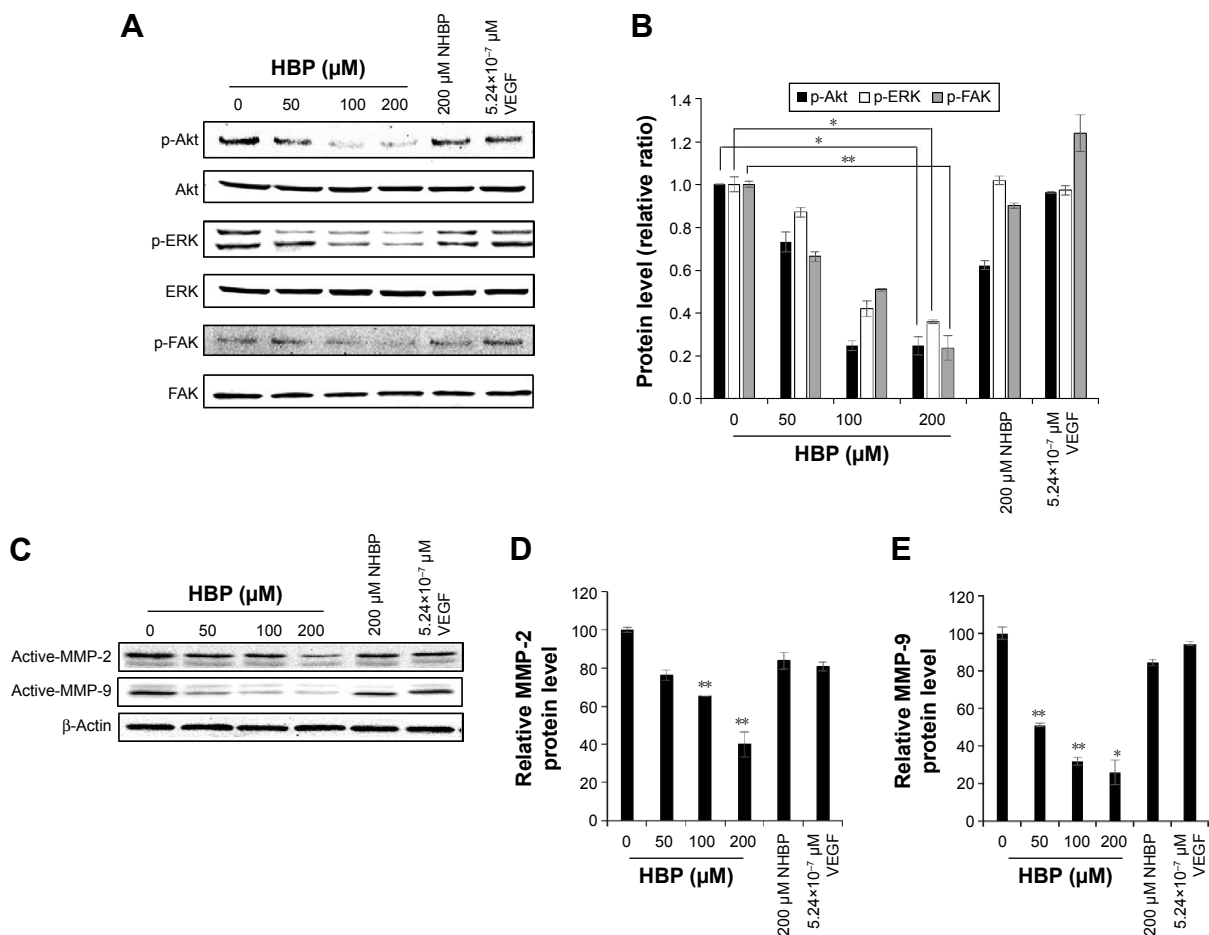 A
HBP (µM)
0 50 100 200
200 µM NHBP
5.24×10⁻⁷ µM
VEGF
p-Akt
Akt
p-ERK
ERK
p-FAK
FAK
B
p-Akt p-ERK p-FAK
Protein level (relative ratio)
1.4
1.2
1.0
0.8
0.6
0.4
0.2
0.0
*
*
**
0 50 100 200
HBP (µM)
200 µM NHBP
5.24×10⁻⁷ µM
VEGF
C
HBP (µM)
0 50 100 200
200 µM NHBP
5.24×10⁻⁷ µM
VEGF
Active-MMP-2
Active-MMP-9
β-Actin
D
Relative MMP-2
protein level
120
100
80
60
40
20
0
**
**
0 50 100 200
HBP (µM)
200 µM NHBP
5.24×10⁻⁷ µM
VEGF
E
Relative MMP-9
protein level
120
100
80
60
40
20
0
**
**
*
0 50 100 200
HBP (µM)
200 µM NHBP
5.24×10⁻⁷ µM
VEGF